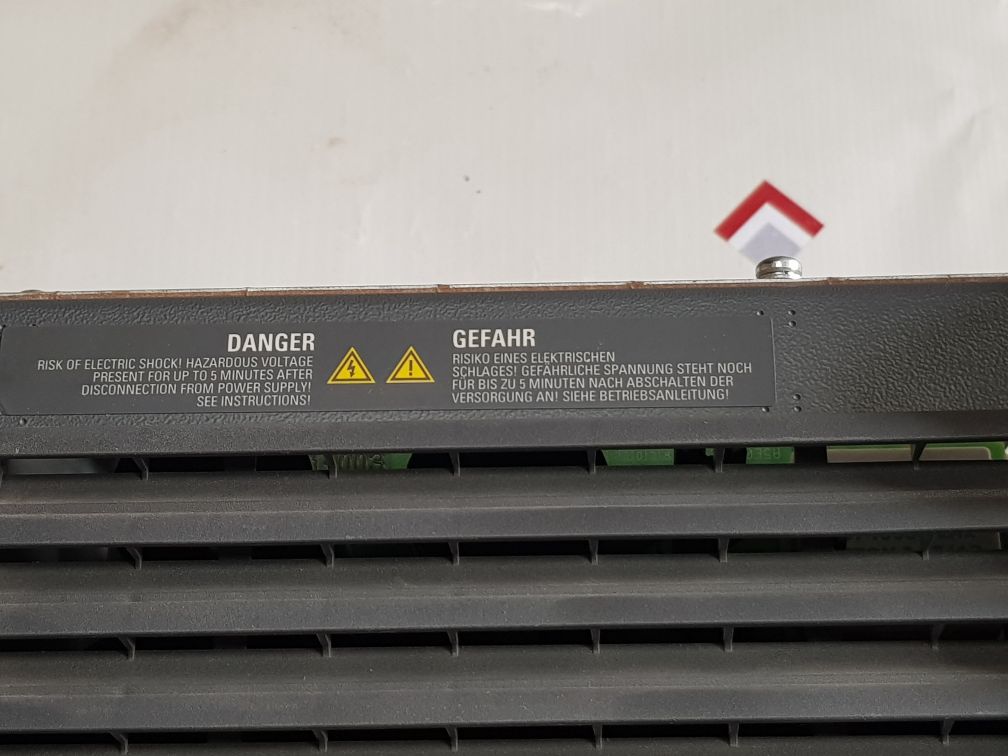 DANGER
RISK OF ELECTRIC SHOCK! HAZARDOUS VOLTAGE
PRESENT FOR UP TO 5 MINUTES AFTER
DISCONNECTION FROM POWER SUPPLY!
SEE INSTRUCTIONS!
GEFAHR
RISIKO EINES ELEKTRISCHEN
SCHLAGES! GEFÄHRLICHE SPANNUNG STEHT NOCH
FÜR BIS ZU 5 MINUTEN NACH ABSCHALTEN DER
VERSORGUNG AN! SIEHE BETRIEBSANLEITUNG!